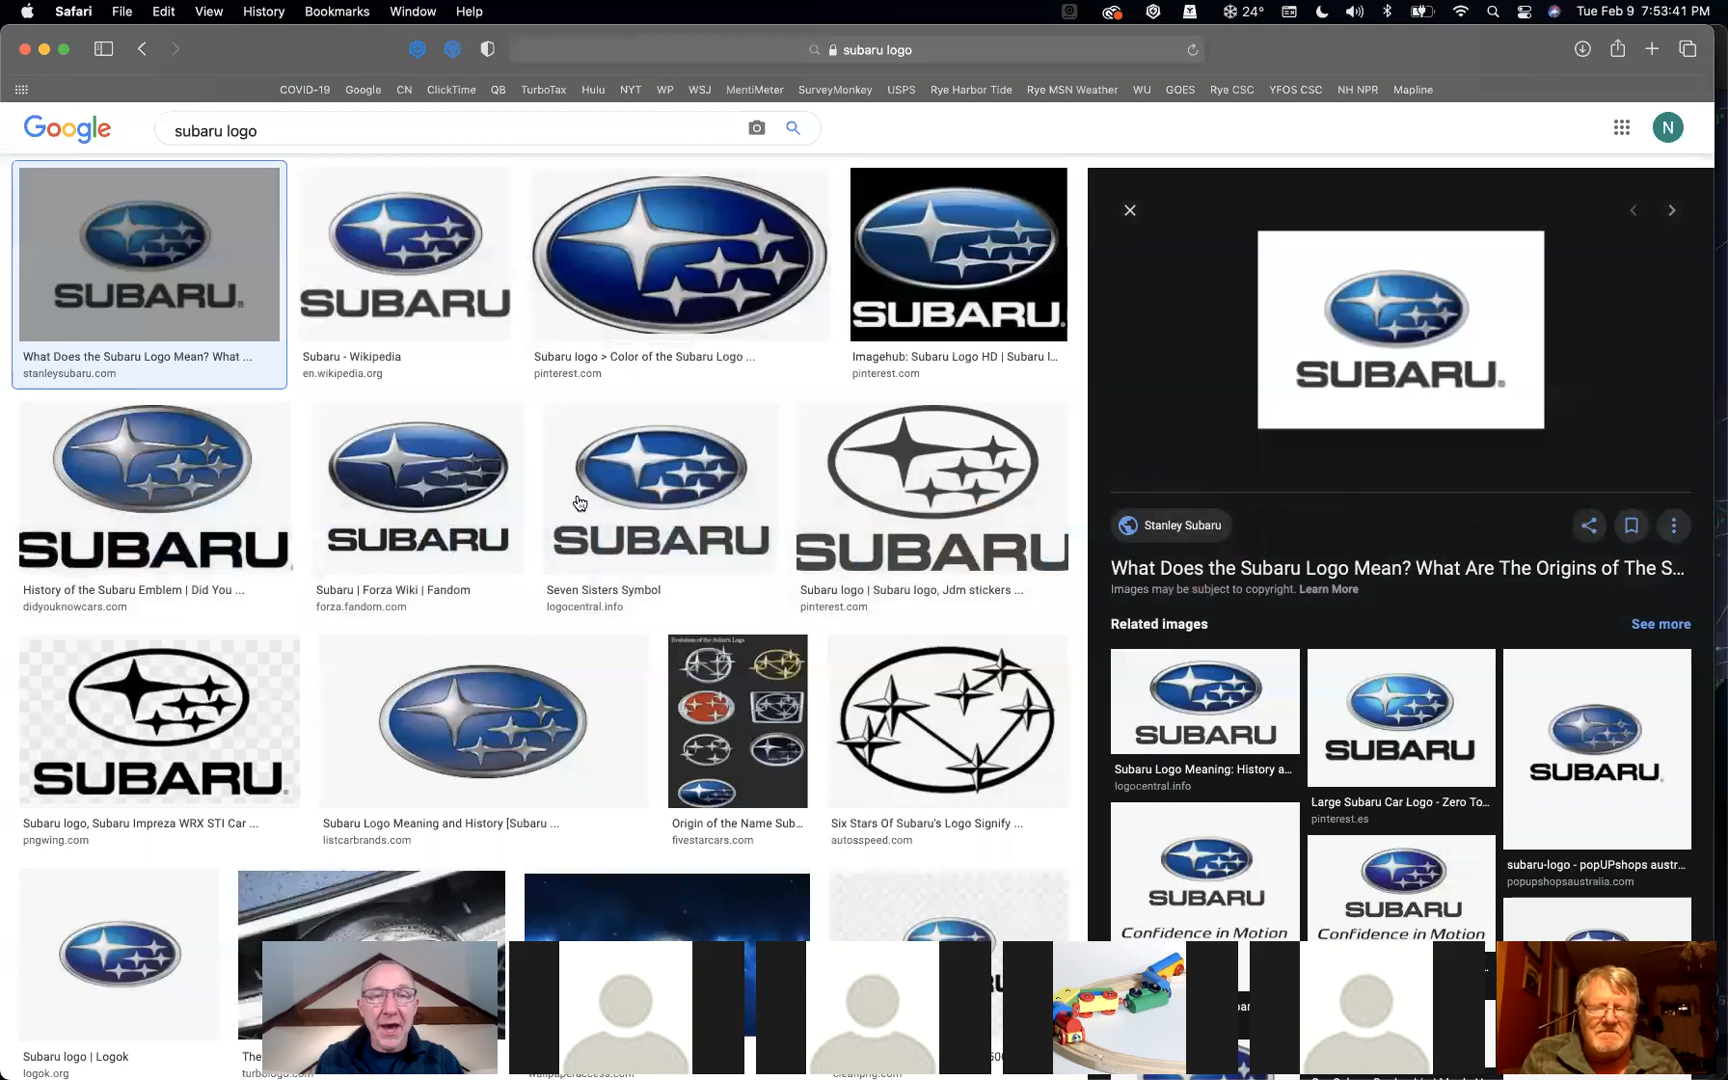 Safari File Edit View History Bookmarks Window Help 24° Tue Feb 9 7:53:41 PM
subaru logo
COVID-19 Google CN ClickTime QB TurboTax Hulu NYT WP WSJ MentiMeter SurveyMonkey USPS Rye Harbor Tide Rye MSN Weather WU GOES Rye CSC YFOS CSC NH NPR Mapline
Google subaru logo N
SUBARU.
SUBARU
SUBARU.
SUBARU.
What Does the Subaru Logo Mean? What ...
stanleysubaru.com
Subaru - Wikipedia
en.wikipedia.org
Subaru logo > Color of the Subaru Logo ...
pinterest.com
Imagehub: Subaru Logo HD | Subaru l...
pinterest.com
SUBARU
SUBARU
SUBARU
SUBARU
History of the Subaru Emblem | Did You ...
didyouknowcars.com
Subaru | Forza Wiki | Fandom
forza.fandom.com
Seven Sisters Symbol
logocentral.info
Subaru logo | Subaru logo, Jdm stickers ...
pinterest.com
Stanley Subaru
What Does the Subaru Logo Mean? What Are The Origins of The S...
Images may be subject to copyright. Learn More
Related images See more
SUBARU.
Evolution of the Subaru Logo
Subaru logo, Subaru Impreza WRX STI Car ...
pngwing.com
Subaru Logo Meaning and History [Subaru ...
listcarbrands.com
Origin of the Name Sub...
fivestarcars.com
Six Stars Of Subaru's Logo Signify ...
autosspeed.com
SUBARU
Subaru Logo Meaning: History a...
logocentral.info
SUBARU
Large Subaru Car Logo - Zero To...
pinterest.es
SUBARU
subaru-logo - popUPshops austr...
popupshopsaustralia.com
SUBARU
Confidence in Motion
SUBARU
Confidence in Motion
Subaru logo | Logok
logok.org